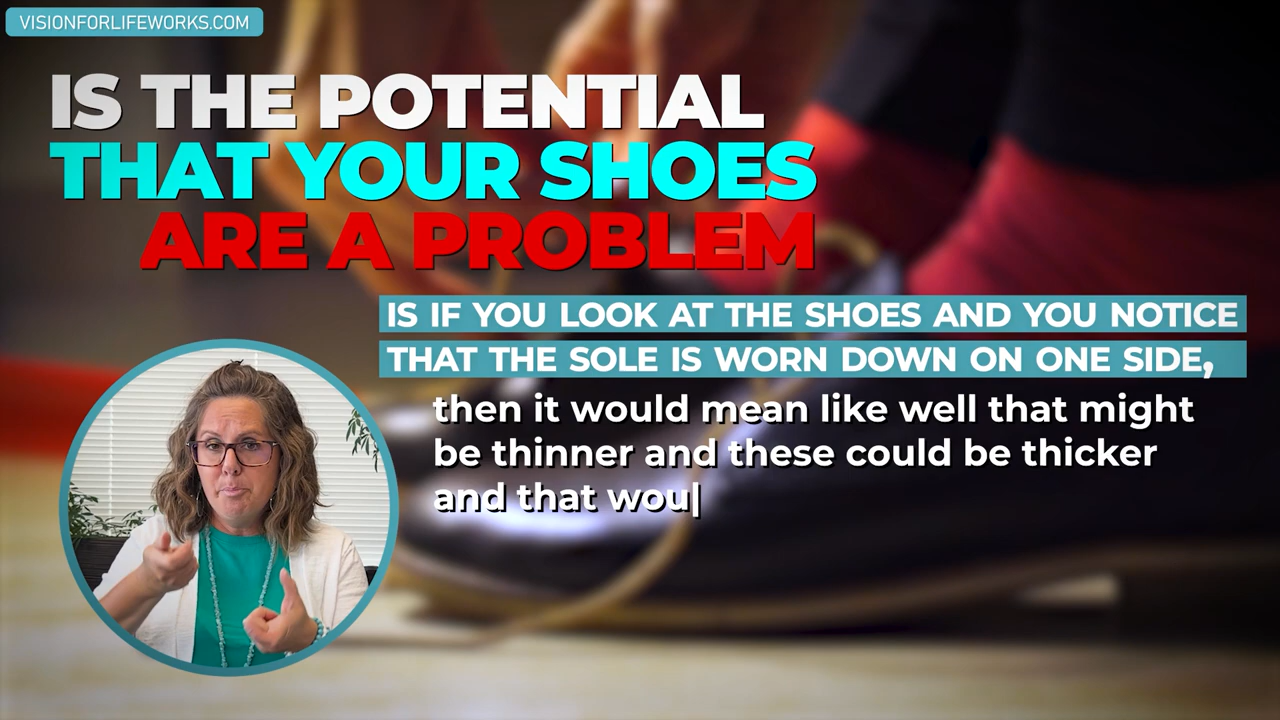 VISIONFORLIFEWORKS.COM
IS THE POTENTIAL
THAT YOUR SHOES
ARE A PROBLEM
IS IF YOU LOOK AT THE SHOES AND YOU NOTICE
THAT THE SOLE IS WORN DOWN ON ONE SIDE,
then it would mean like well that might
be thinner and these could be thicker
and that wou|